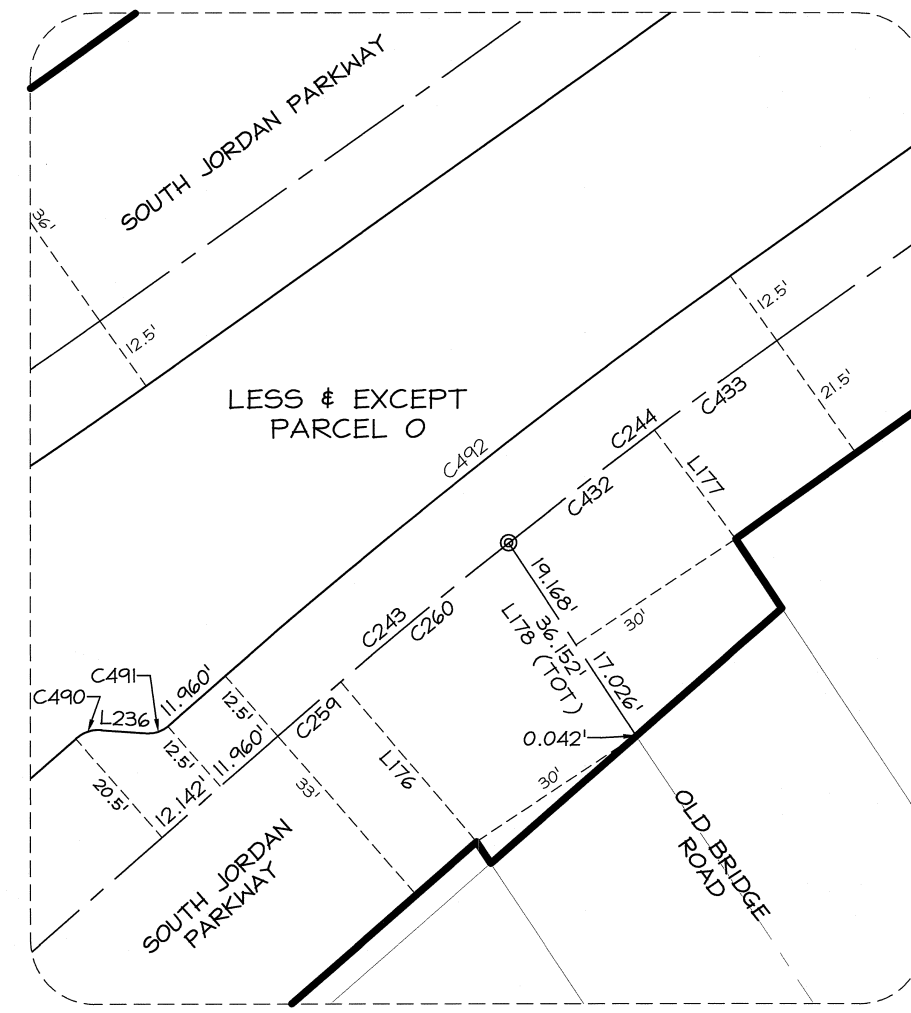 SOUTH JORDAN PARKWAY
36'
12.5'
12.5'
21.5'
LESS & EXCEPT
PARCEL O
C492
C244
C433
C432
L177
19.168'
30'
36.152'
L178 (TOT)
17.026'
0.042'
30'
C243
C260
C491
C490
L236
11.960'
12.5'
12.5'
11.960'
C259
20.5'
12.142'
33'
L176
SOUTH JORDAN
PARKWAY
OLD BRIDGE
ROAD